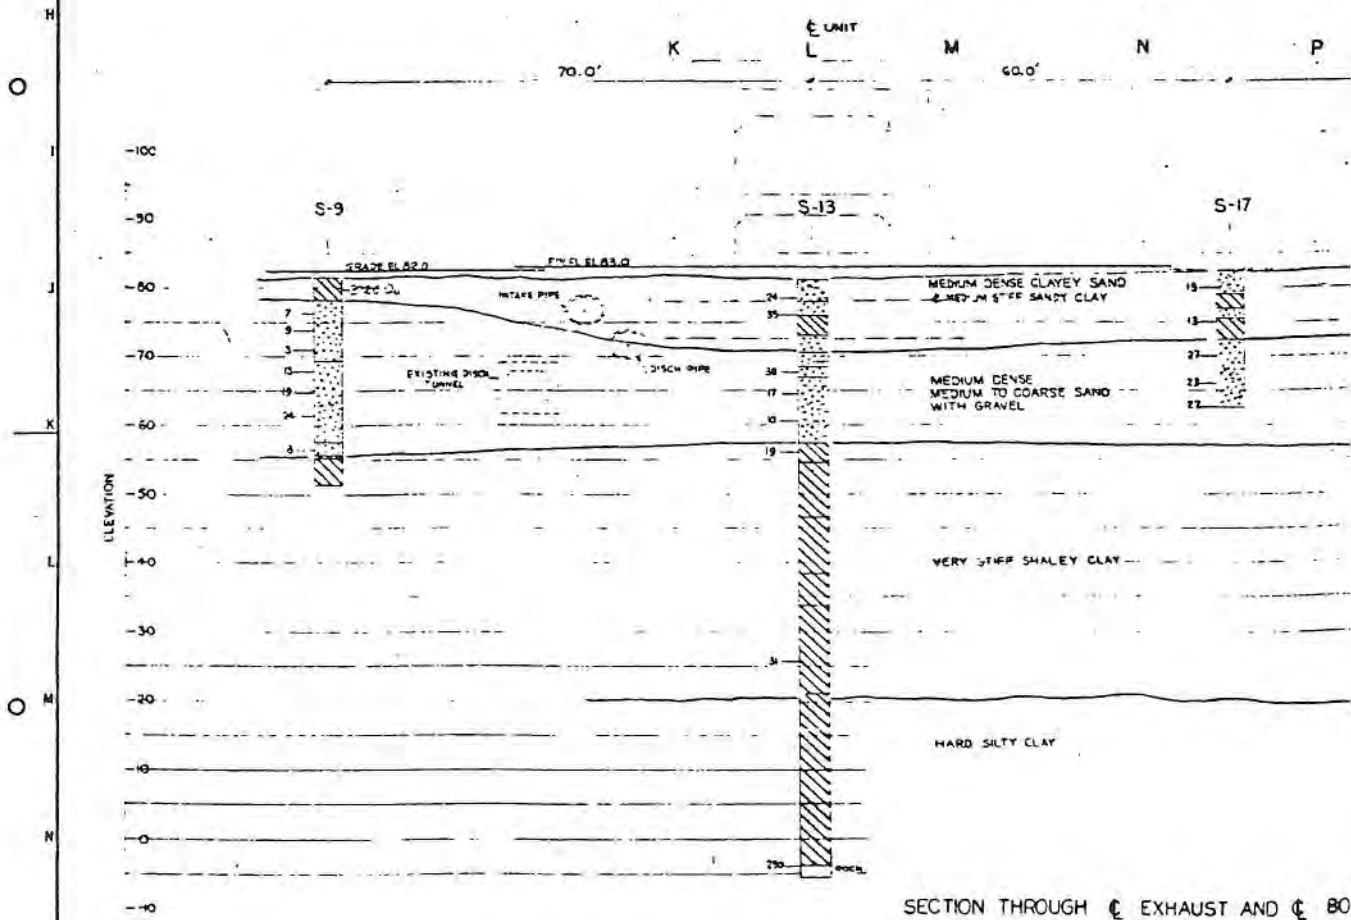 H
℄ UNIT
K L M N P
70.0'
60.0'
I
-100
-90
S-9
S-13
S-17
GRADE EL 82.0
FIN FL EL 83.0
J
-80
MEDIUM DENSE CLAYEY SAND
& MEDIUM STIFF SANDY CLAY
INTAKE PIPE
24
19
35
13
7
9
3
-70
27
DISCH PIPE
EXISTING DISCH
TUNNEL
38
13
17
19
23
MEDIUM DENSE
MEDIUM TO COARSE SAND
WITH GRAVEL
24
10
22
K
-60
8
19
-50
ELEVATION
L
-40
VERY STIFF SHALEY CLAY
-30
31
M
-20
HARD SILTY CLAY
-10
N
-0
250
ROCK
SECTION THROUGH ℄ EXHAUST AND ℄ BO
--10